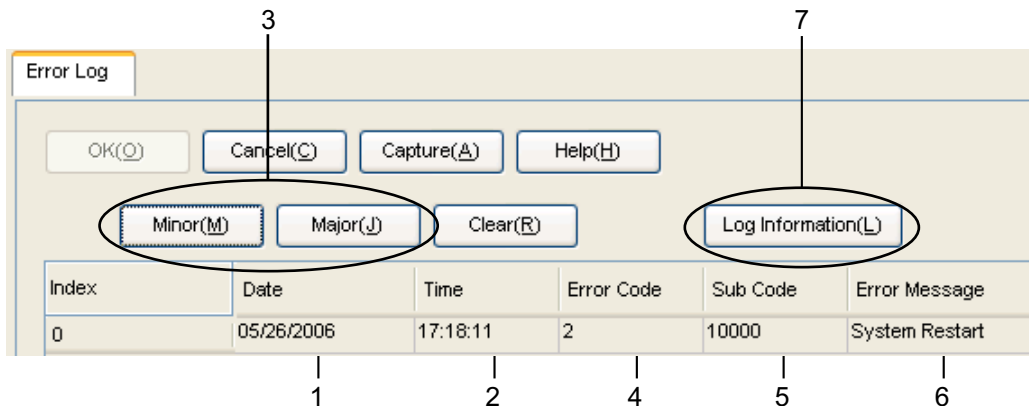 3 7
Error Log
OK(O) Cancel(C) Capture(A) Help(H)
Minor(M) Major(J) Clear(R) Log Information(L)
Index Date Time Error Code Sub Code Error Message
0 05/26/2006 17:18:11 2 10000 System Restart
1 2 4 5 6